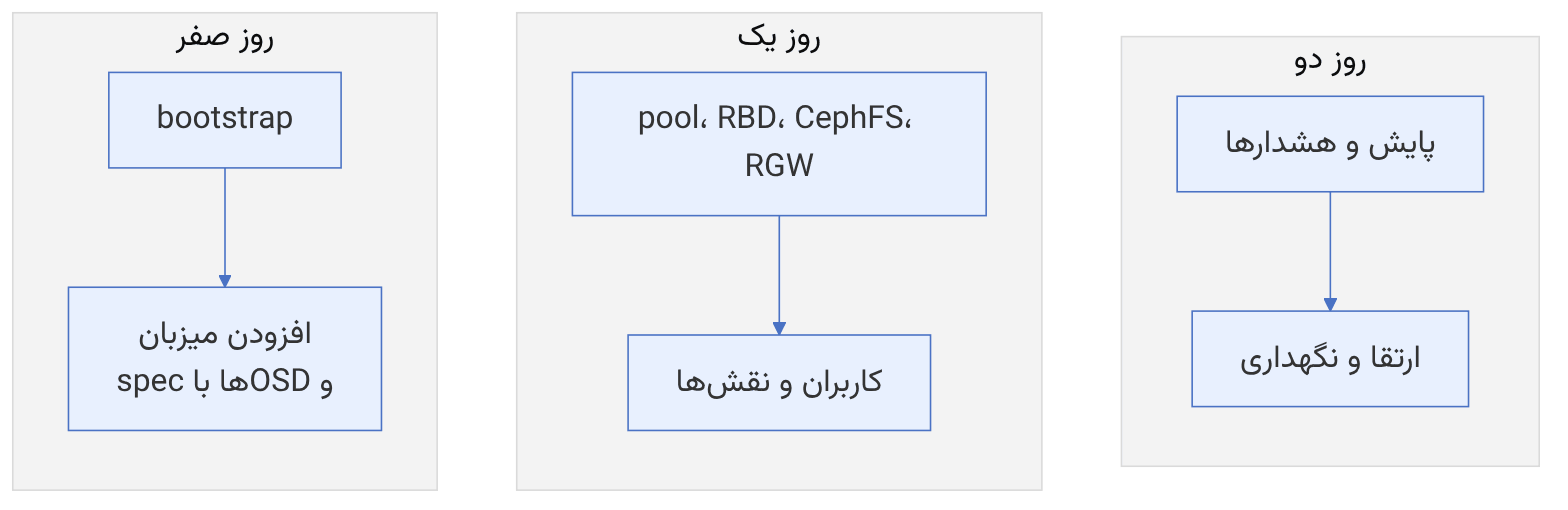 روز صفر
bootstrap
افزودن میزبان
و OSDها با spec
روز یک
pool، RBD، CephFS،
RGW
کاربران و نقش‌ها
روز دو
پایش و هشدارها
ارتقا و نگهداری